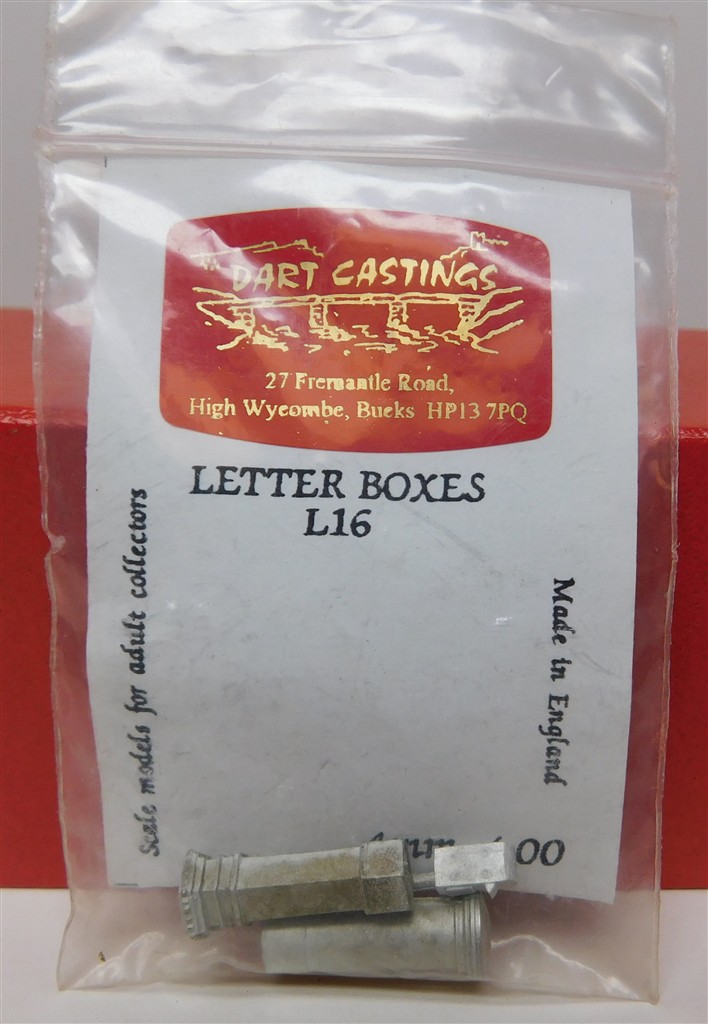 DART CASTINGS
27 Fremantle Road,
High Wycombe, Bucks HP13 7PQ
LETTER BOXES
L16
Scale models for adult collectors
Made in England
00